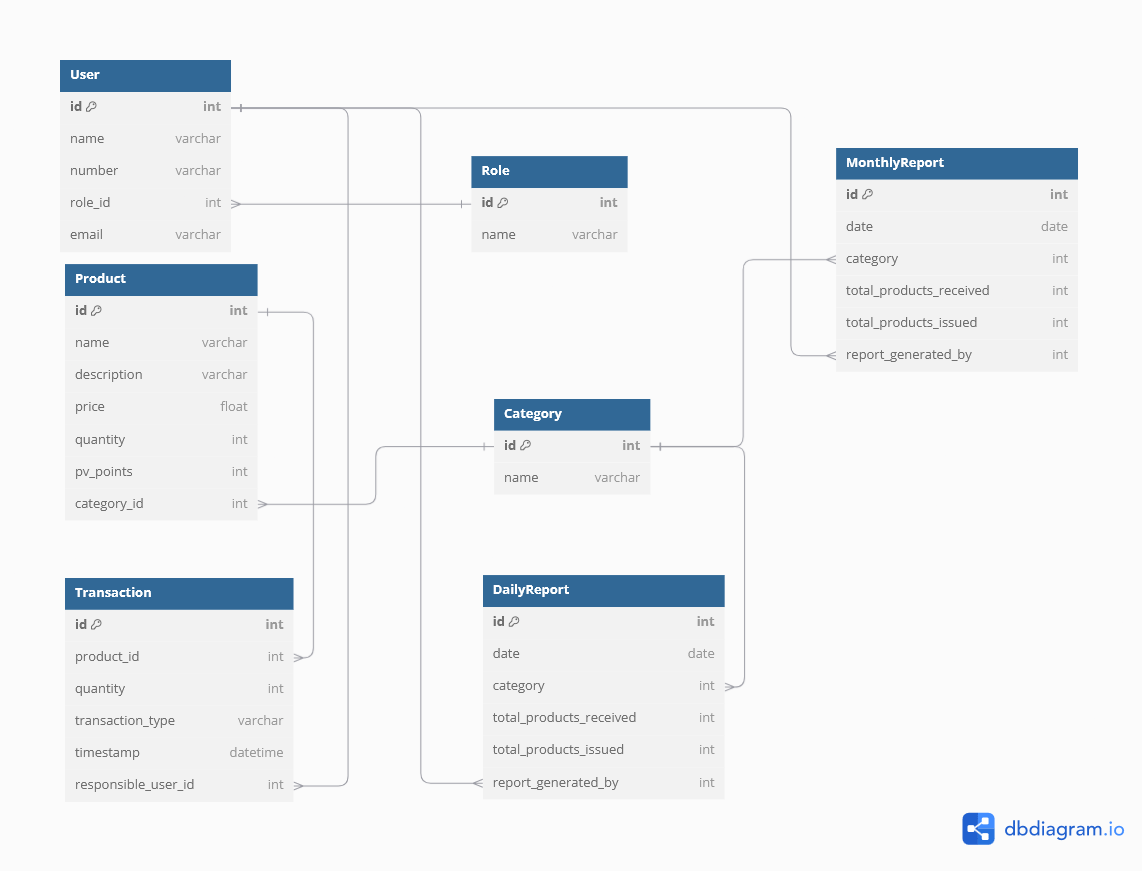 User
id int
name varchar
number varchar
role_id int
email varchar
Role
id int
name varchar
MonthlyReport
id int
date date
category int
total_products_received int
total_products_issued int
report_generated_by int
Product
id int
name varchar
description varchar
price float
quantity int
pv_points int
category_id int
Category
id int
name varchar
Transaction
id int
product_id int
quantity int
transaction_type varchar
timestamp datetime
responsible_user_id int
DailyReport
id int
date date
category int
total_products_received int
total_products_issued int
report_generated_by int
dbdiagram.io